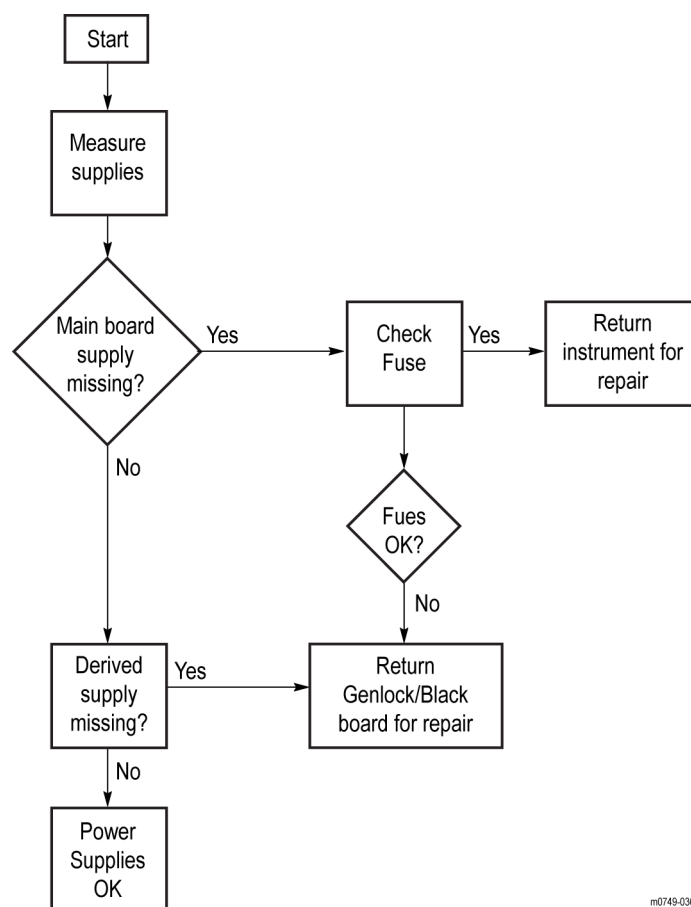 Start
Measure
supplies
Main board
supply
missing?
Yes
Check
Fuse
Yes
Return
instrument for
repair
No
Fues
OK?
No
Derived
supply
missing?
Yes
Return
Genlock/Black
board for repair
No
Power
Supplies
OK